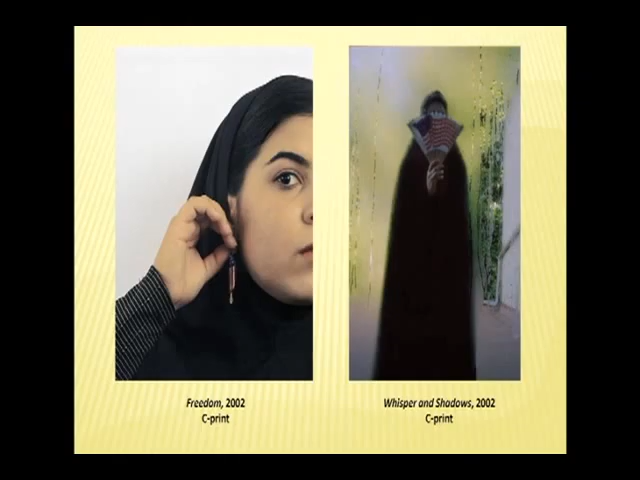 Freedom, 2002
C-print
Whisper and Shadows, 2002
C-print